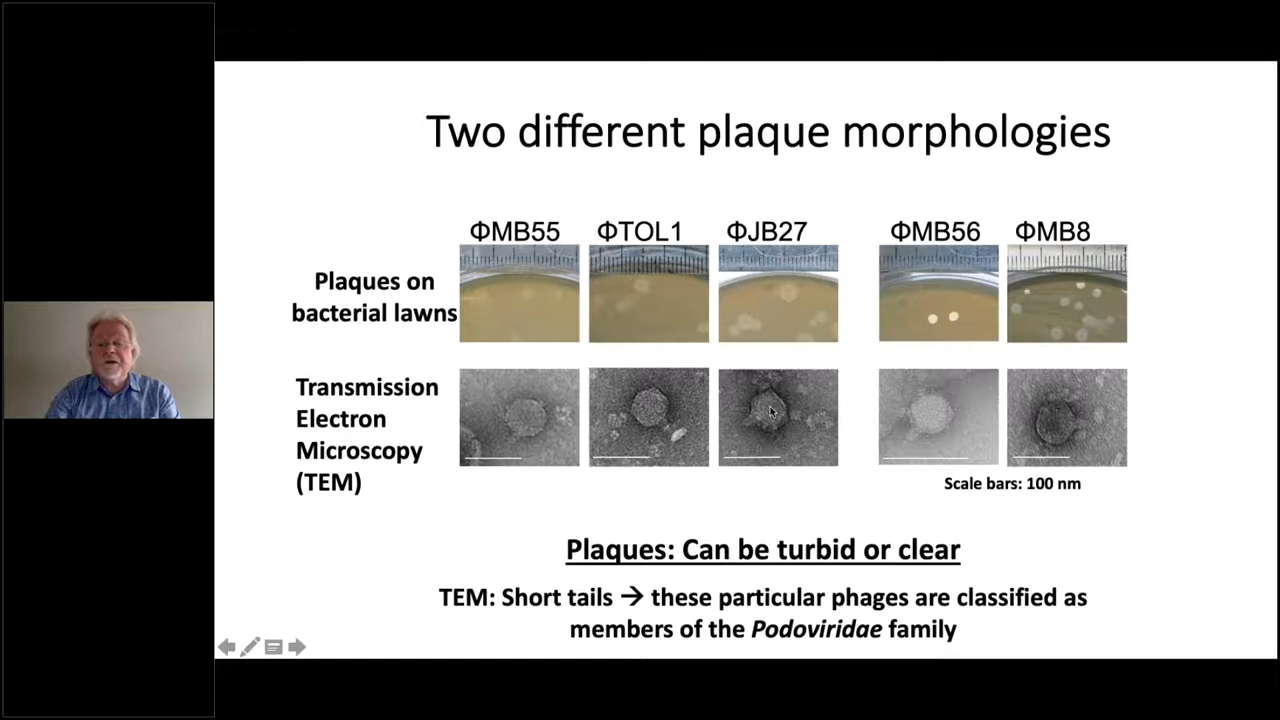 Two different plaque morphologies
ΦMB55 ΦTOL1 ΦJB27 ΦMB56 ΦMB8
Plaques on
bacterial lawns
Transmission
Electron
Microscopy
(TEM)
Scale bars: 100 nm
Plaques: Can be turbid or clear
TEM: Short tails → these particular phages are classified as
members of the Podoviridae family